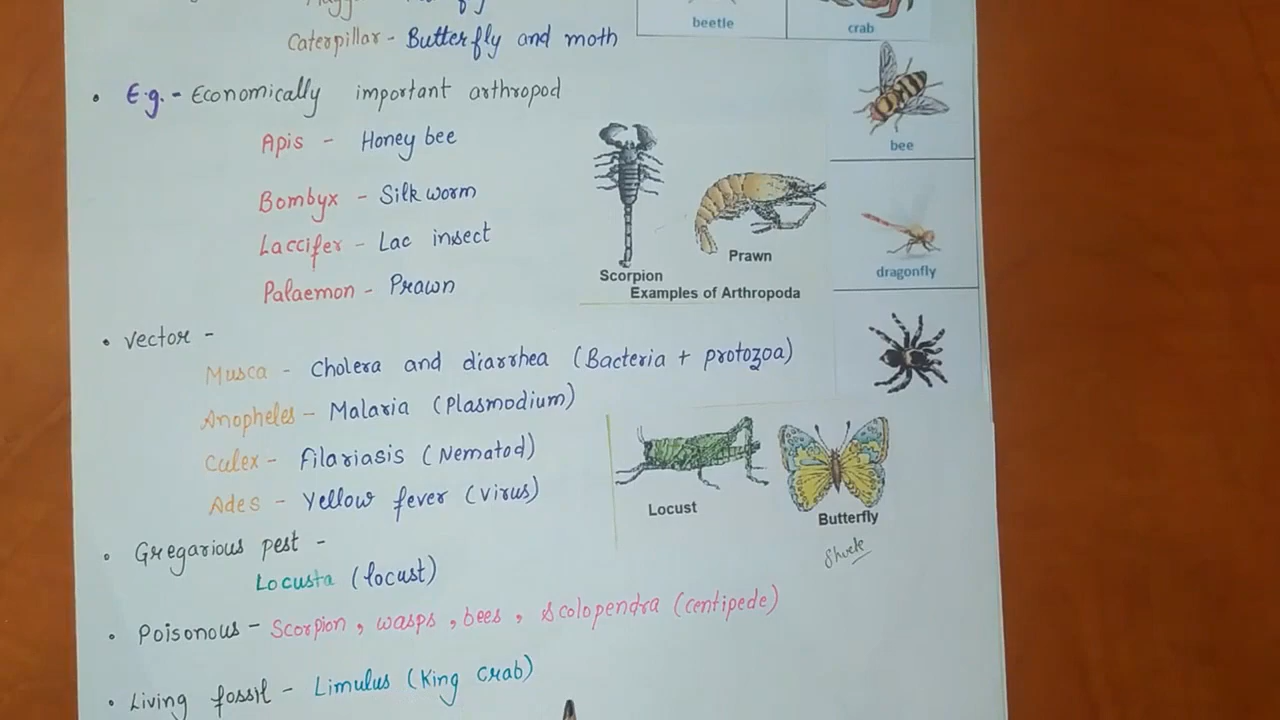 Caterpillar - Butterfly and moth
beetle
crab
• E.g. - Economically important arthropod
Apis - Honey bee
Bombyx - Silk worm
Laccifer - Lac insect
Palaemon - Prawn
Scorpion
Prawn
Examples of Arthropoda
bee
dragonfly
• Vector -
Musca - Cholera and diarrhea (Bacteria + protozoa)
Anopheles - Malaria (Plasmodium)
Culex - Filariasis (Nematod)
Ades - Yellow fever (Virus)
Locust
Butterfly
• Gregarious pest -
Locusta (locust)
• Poisonous - Scorpion, wasps, bees, Scolopendra (centipede)
• Living fossil - Limulus (King crab)